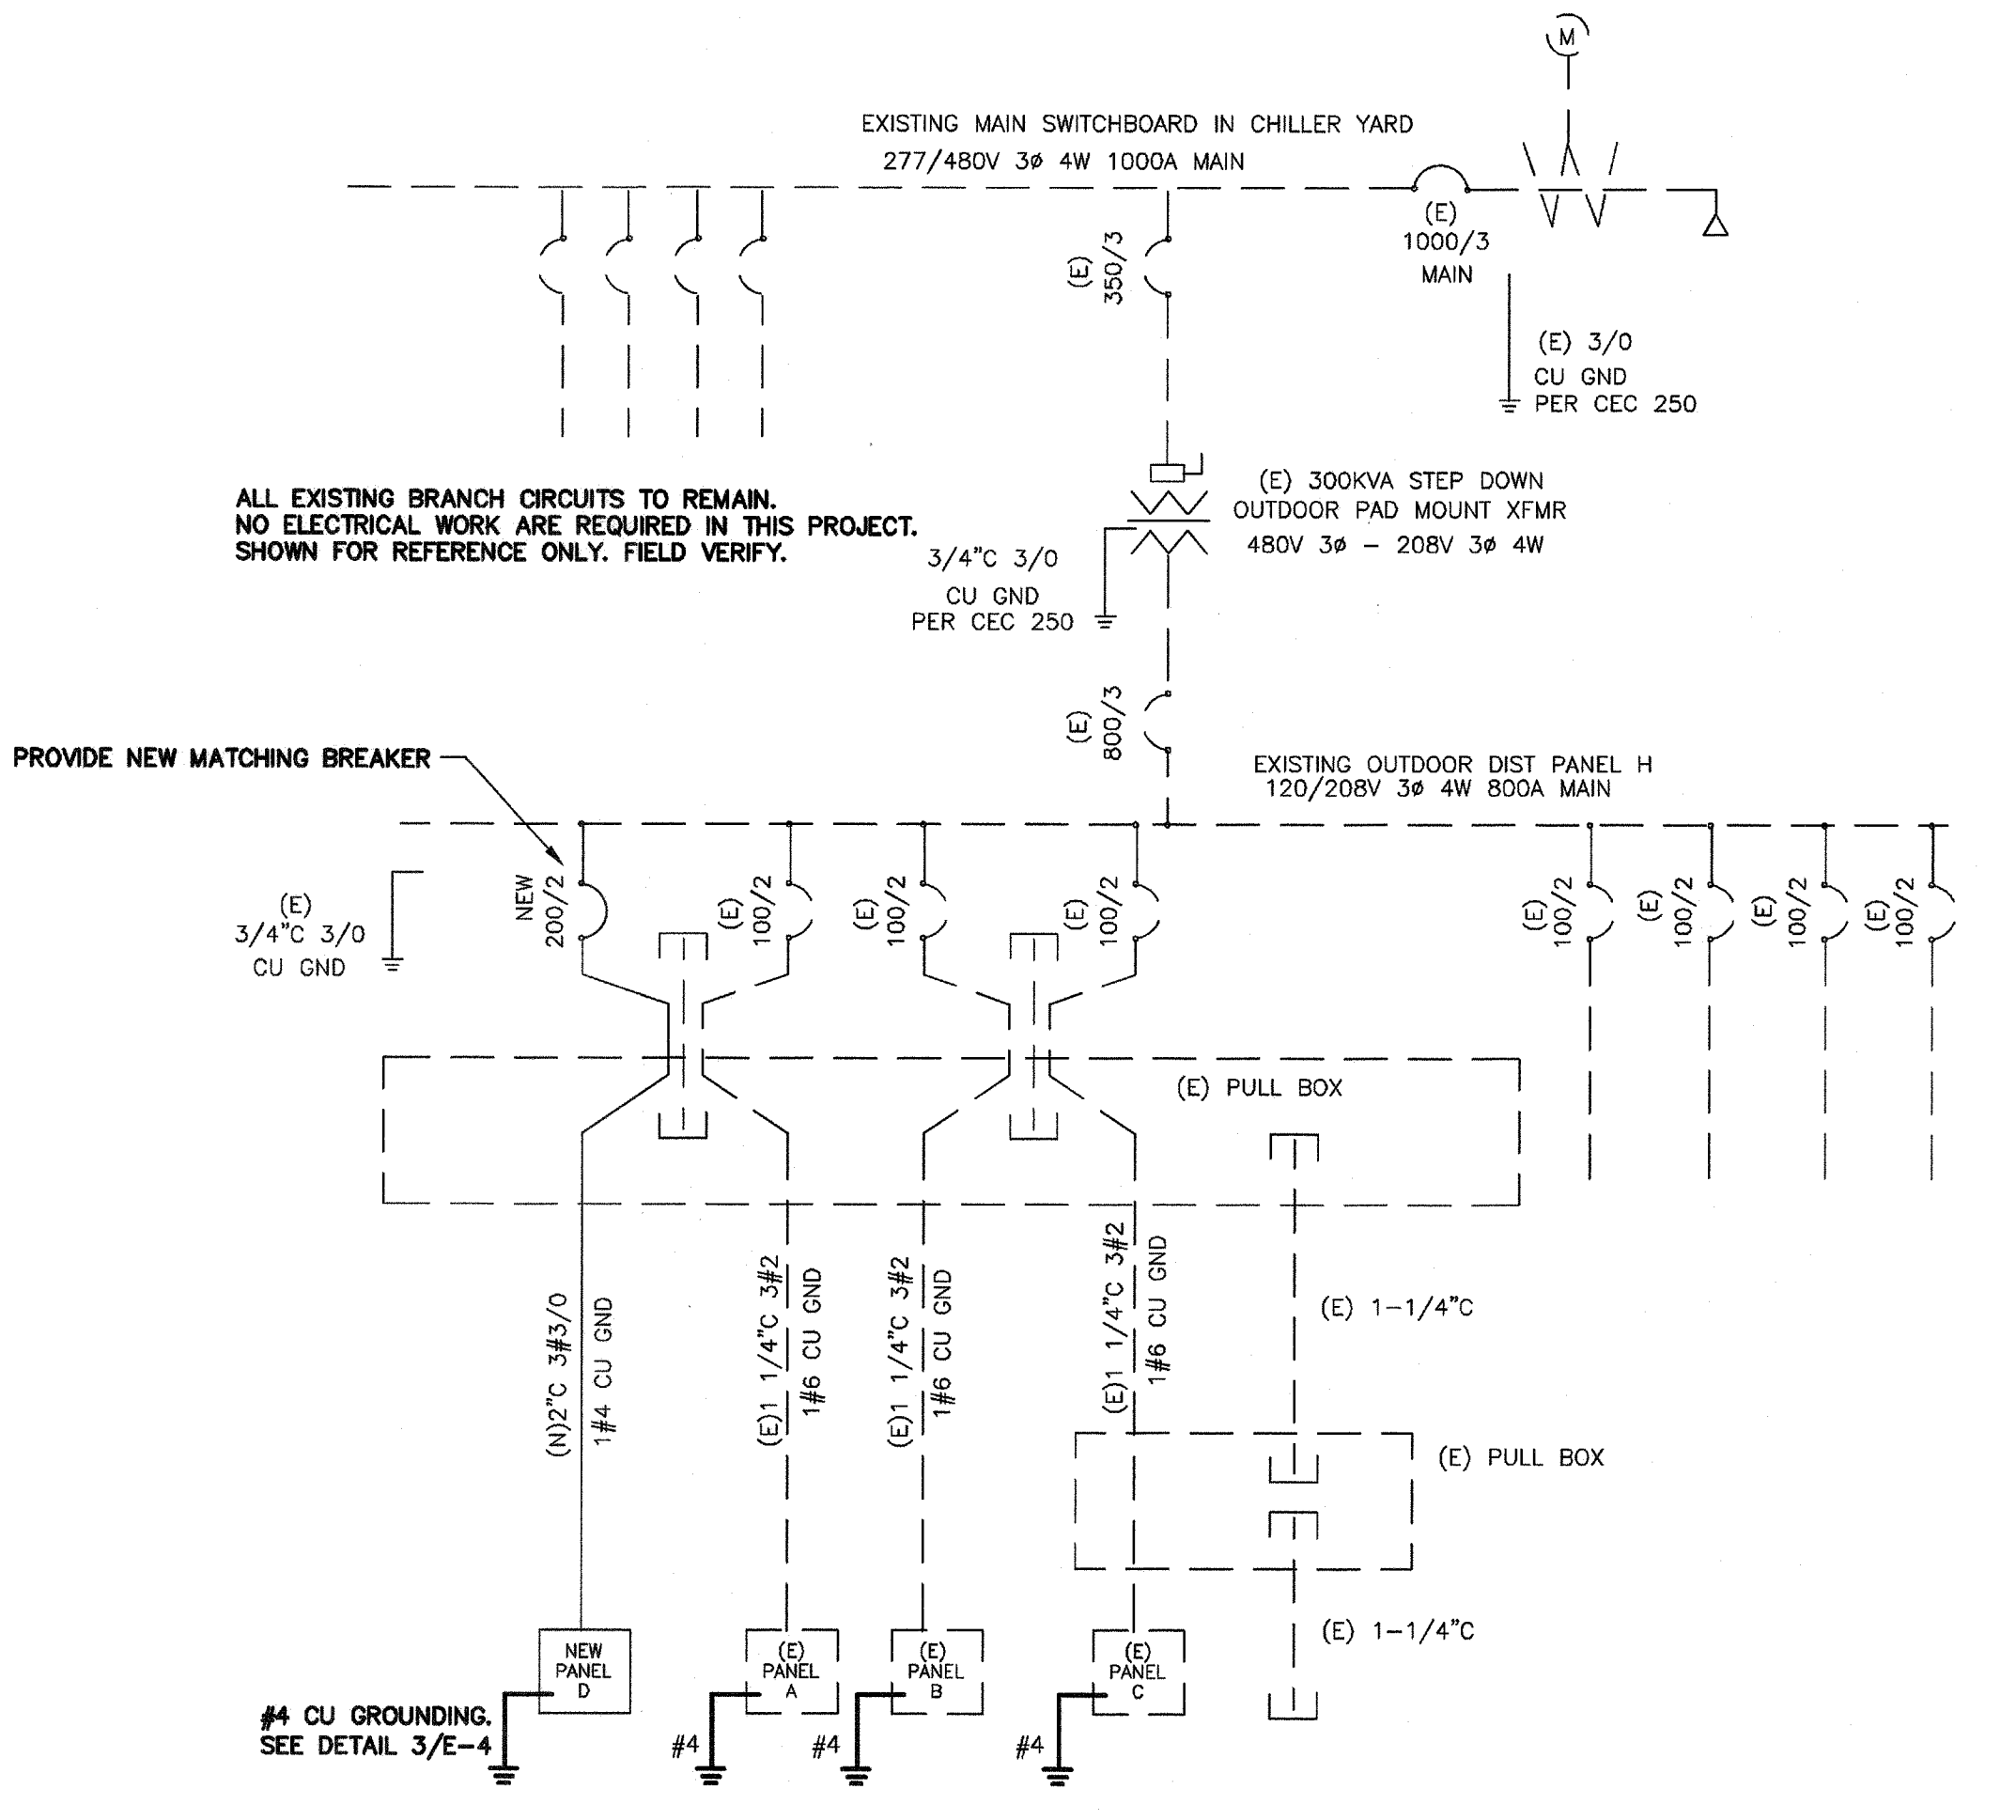 M
EXISTING MAIN SWITCHBOARD IN CHILLER YARD
277/480V 3ø 4W 1000A MAIN
(E)
1000/3
MAIN
(E)
350/3
(E) 3/0
CU GND
PER CEC 250
ALL EXISTING BRANCH CIRCUITS TO REMAIN.
NO ELECTRICAL WORK ARE REQUIRED IN THIS PROJECT.
SHOWN FOR REFERENCE ONLY. FIELD VERIFY.
(E) 300KVA STEP DOWN
OUTDOOR PAD MOUNT XFMR
480V 3ø – 208V 3ø 4W
3/4"C 3/0
CU GND
PER CEC 250
(E)
800/3
PROVIDE NEW MATCHING BREAKER
EXISTING OUTDOOR DIST PANEL H
120/208V 3ø 4W 800A MAIN
(E)
3/4"C 3/0
CU GND
NEW
200/2
(E)
100/2
(E)
100/2
(E)
100/2
(E)
100/2
(E)
100/2
(E)
100/2
(E)
100/2
(E) PULL BOX
(N)2"C 3#3/0
1#4 CU GND
(E)1 1/4"C 3#2
1#6 CU GND
(E)1 1/4"C 3#2
1#6 CU GND
(E)1 1/4"C 3#2
1#6 CU GND
(E) 1-1/4"C
(E) PULL BOX
(E) 1-1/4"C
NEW
PANEL
D
(E)
PANEL
A
(E)
PANEL
B
(E)
PANEL
C
#4 CU GROUNDING.
SEE DETAIL 3/E-4
#4
#4
#4